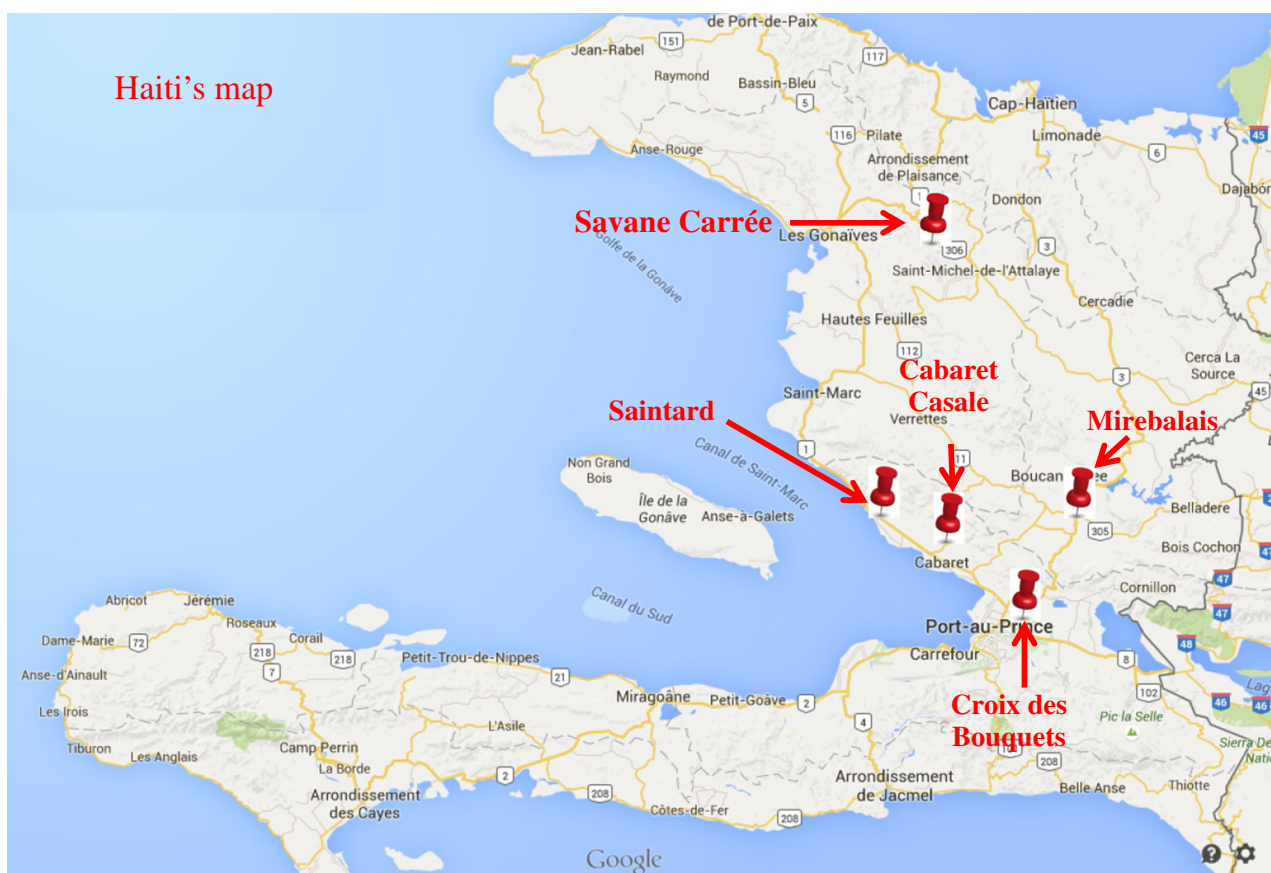 de Port-de-Paix
Jean-Rabel
151
117
Haiti's map
Raymond
Bassin-Bleu
5
Cap-Haïtien
45
116
Pilate
Limonade
Anse-Rouge
6
Arrondissement
de Plaisance
Dajabón
1
Dondon
Savane Carrée
Les Gonaïves
3
Golfe de la Gonâve
306
Saint-Michel-de-l'Attalaye
Cercadie
Hautes Feuilles
112
Cerca La
Source
Cabaret
Casale
3
Saint-Marc
45
Saintard
Verrettes
Mirebalais
1
Canal de Saint-Marc
11
Non Grand
Bois
Boucan
Île de la
Gonâve
Anse-à-Galets
Belladere
305
Bois Cochon
47
Cabaret
47
Cornillon
Abricot
Jérémie
Canal du Sud
47
Roseaux
Port-au-Prince
Dame-Marie
72
Corail
48
218
218
Petit-Trou-de-Nippes
Carrefour
8
Anse-d'Ainault
7
21
Miragoâne
Petit-Goâve
2
102
46
46
Les Irois
L'Asile
4
Croix des
Bouquets
Pic la Selle
Tiburon
Les Anglais
Camp Perrin
La Borde
2
208
Sierra De
Arrondissement
des Cayes
208
Arrondissement
de Jacmel
Belle Anse
Thiotte
Côtes-de-Fer
208
Google